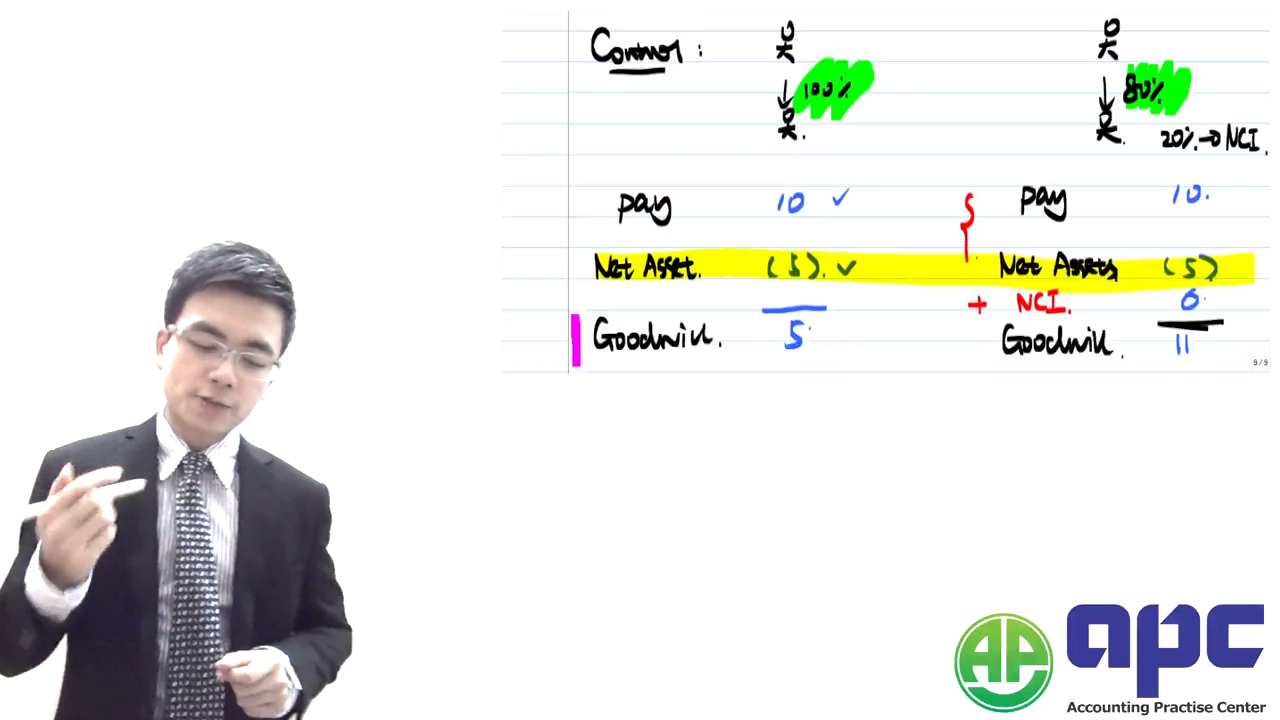 Control :
100%
80%
20% → NCI.
pay 10 ✓
pay 10.
Net Asset. (5). ✓
Net Assets (5)
+ NCI. 6.
Goodwill. 5.
Goodwill. 11
9/9
AP
apc
Accounting Practise Center